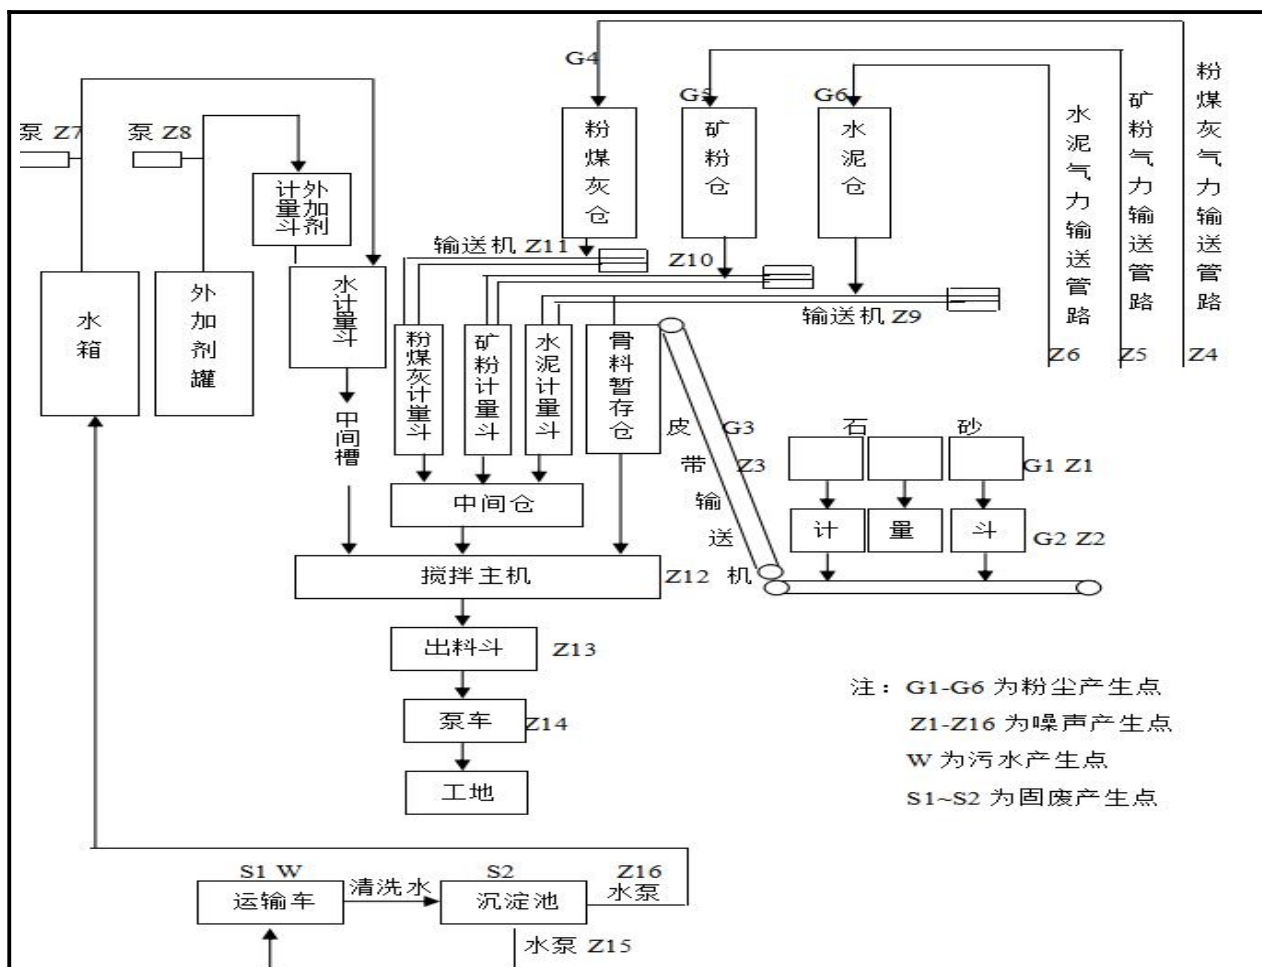 G4
G5
G6
粉煤灰仓
矿粉仓
水泥仓
水泥气力输送管路
矿粉气力输送管路
粉煤灰气力输送管路
泵 Z7
泵 Z8
外加剂
计量斗
输送机 Z11
Z10
输送机 Z9
Z6
Z5
Z4
水箱
外加剂罐
水计量斗
粉煤灰计量斗
矿粉计量斗
水泥计量斗
骨料暂存仓
皮带输送机
G3
Z3
石
砂
G1 Z1
计
量
斗
G2 Z2
中间槽
中间仓
搅拌主机
Z12
出料斗
Z13
泵车
Z14
工地
注：G1-G6 为粉尘产生点
Z1-Z16 为噪声产生点
W 为污水产生点
S1~S2 为固废产生点
S1 W
运输车
清洗水
S2
沉淀池
Z16
水泵
水泵 Z15